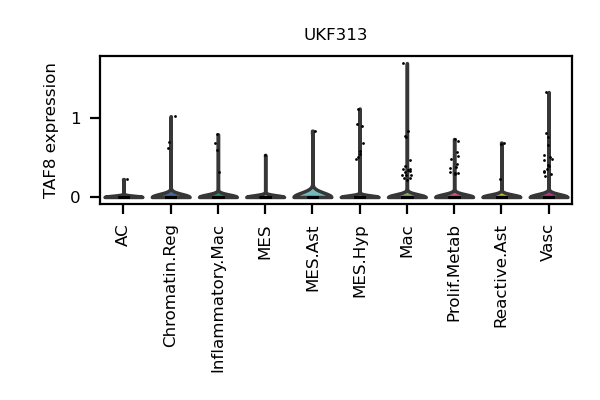 UKF313
TAF8 expression
1
0
AC
Chromatin.Reg
Inflammatory.Mac
MES
MES.Ast
MES.Hyp
Mac
Prolif.Metab
Reactive.Ast
Vasc